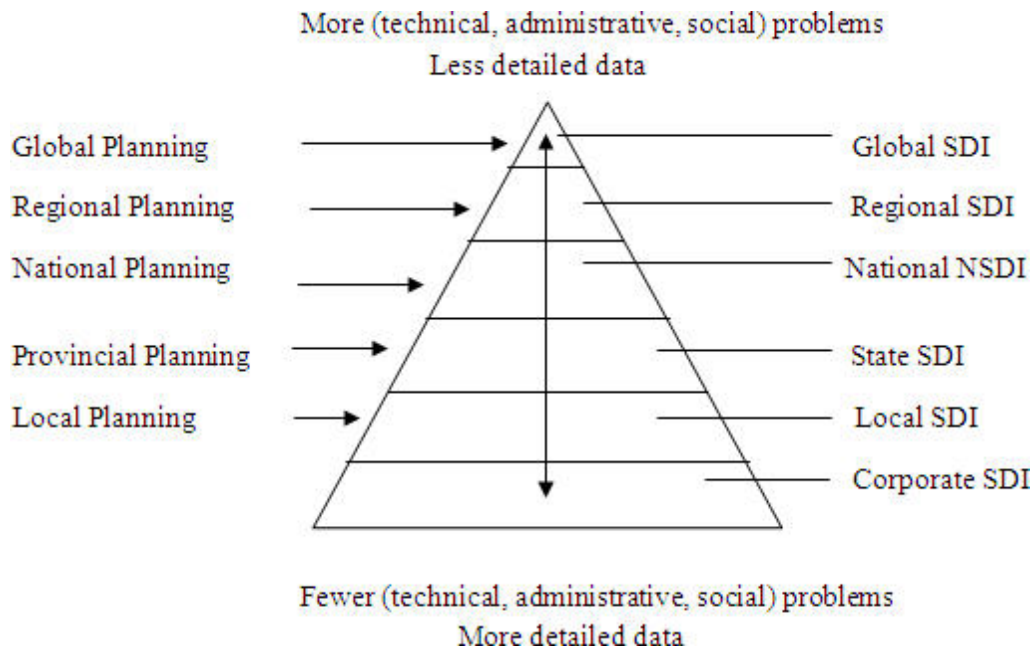 More (technical, administrative, social) problems
Less detailed data
Global Planning
Global SDI
Regional Planning
Regional SDI
National Planning
National NSDI
Provincial Planning
State SDI
Local Planning
Local SDI
Corporate SDI
Fewer (technical, administrative, social) problems
More detailed data